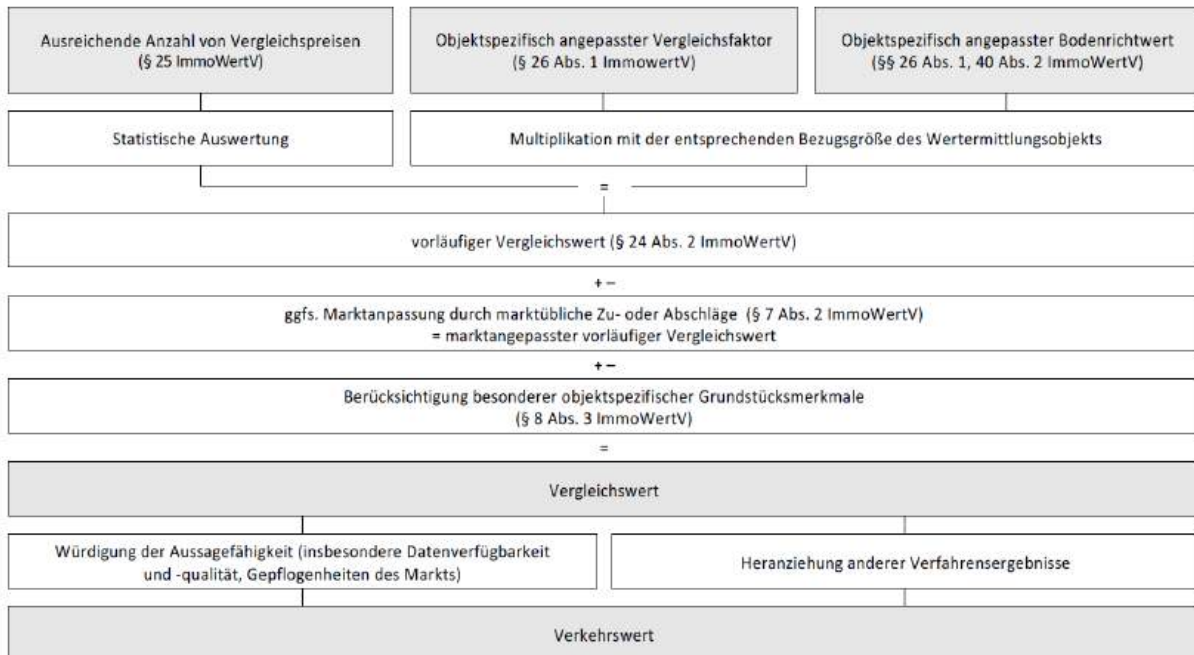 Ausreichende Anzahl von Vergleichspreisen
(§ 25 ImmoWertV)
Objektspezifisch angepasster Vergleichsfaktor
(§ 26 Abs. 1 ImmowertV)
Objektspezifisch angepasster Bodenrichtwert
(§§ 26 Abs. 1, 40 Abs. 2 ImmoWertV)
Statistische Auswertung
Multiplikation mit der entsprechenden Bezugsgröße des Wertermittlungsobjekts
=
vorläufiger Vergleichswert (§ 24 Abs. 2 ImmoWertV)
+ –
ggfs. Marktanpassung durch marktübliche Zu- oder Abschläge (§ 7 Abs. 2 ImmoWertV)
= marktangepasster vorläufiger Vergleichswert
+ –
Berücksichtigung besonderer objektspezifischer Grundstücksmerkmale
(§ 8 Abs. 3 ImmoWertV)
=
Vergleichswert
Würdigung der Aussagefähigkeit (insbesondere Datenverfügbarkeit
und -qualität, Gepflogenheiten des Markts)
Heranziehung anderer Verfahrensergebnisse
Verkehrswert